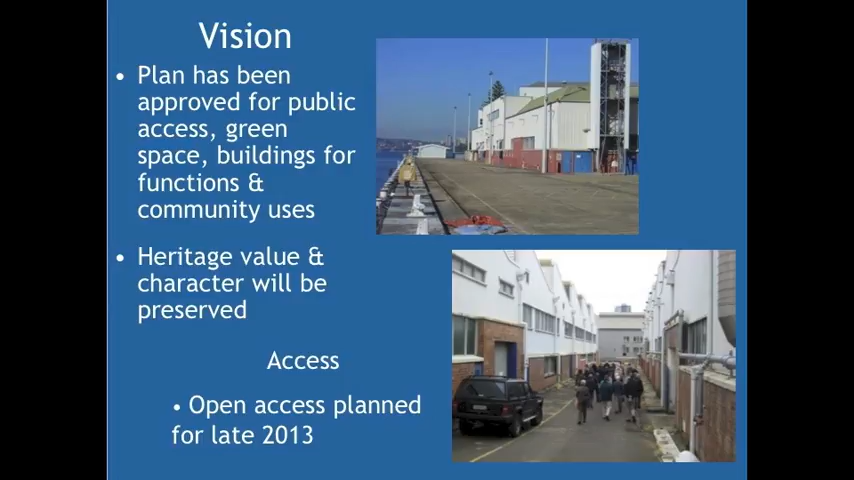 Vision
• Plan has been
approved for public
access, green
space, buildings for
functions &
community uses
• Heritage value &
character will be
preserved
Access
• Open access planned
for late 2013